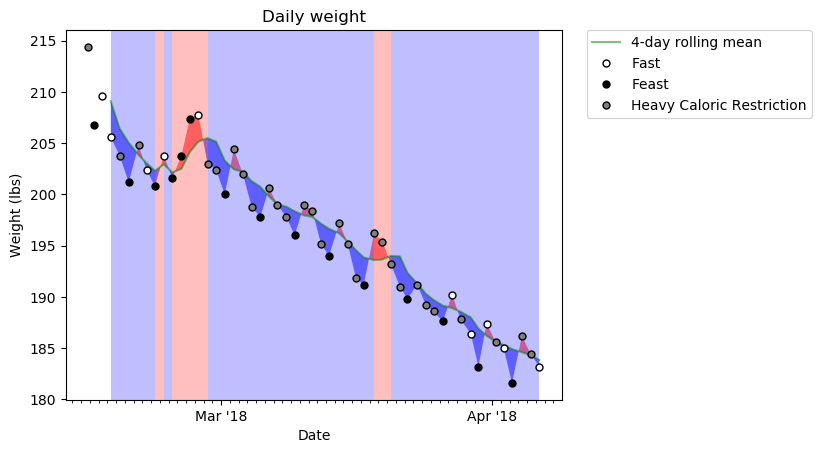 Daily weight
215
210
205
200
195
190
185
180
Weight (lbs)
Mar '18
Apr '18
Date
4-day rolling mean
Fast
Feast
Heavy Caloric Restriction